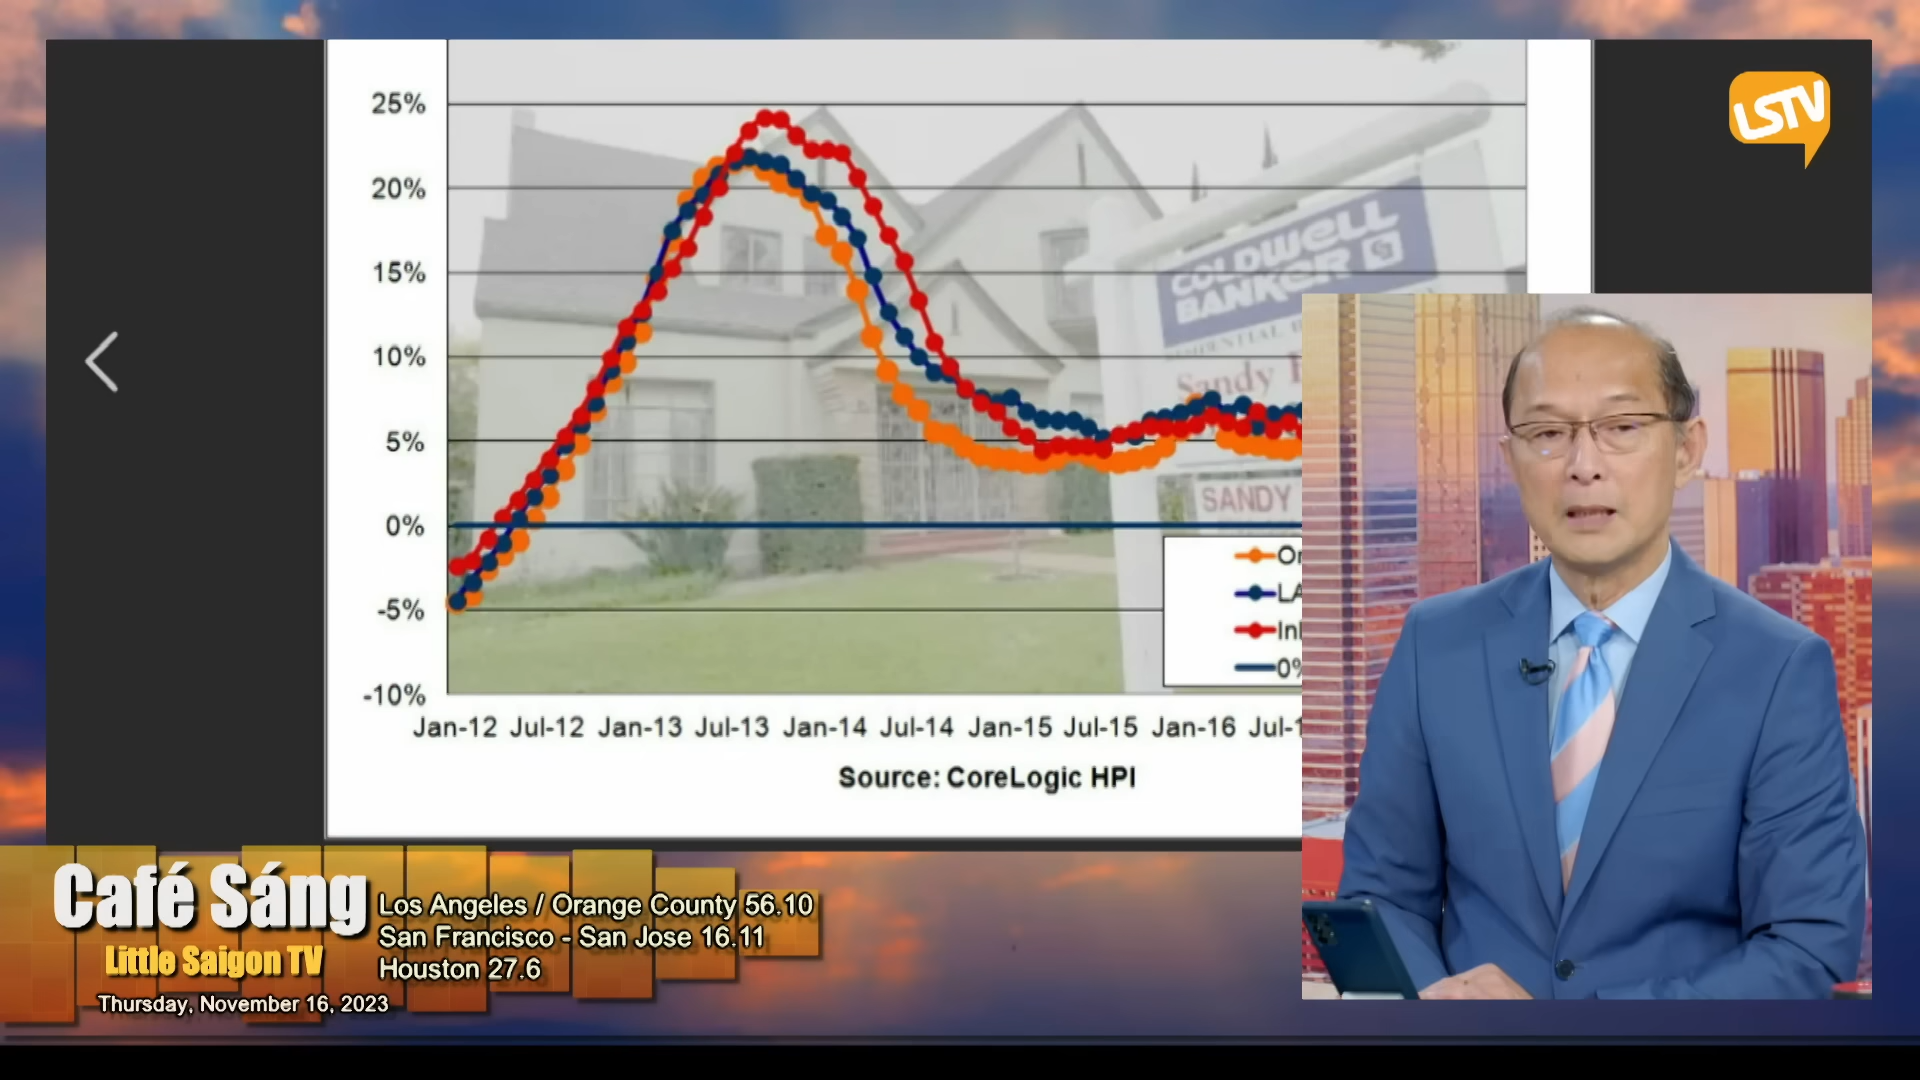 LSTV
25%
20%
15%
10%
5%
0%
-5%
-10%
COLDWELL
BANKER
Sandy
SANDY
Jan-12 Jul-12 Jan-13 Jul-13 Jan-14 Jul-14 Jan-15 Jul-15 Jan-16
Source: CoreLogic HPI
Café Sáng
Little Saigon TV
Thursday, November 16, 2023
Los Angeles / Orange County 56.10
San Francisco - San Jose 16.11
Houston 27.6